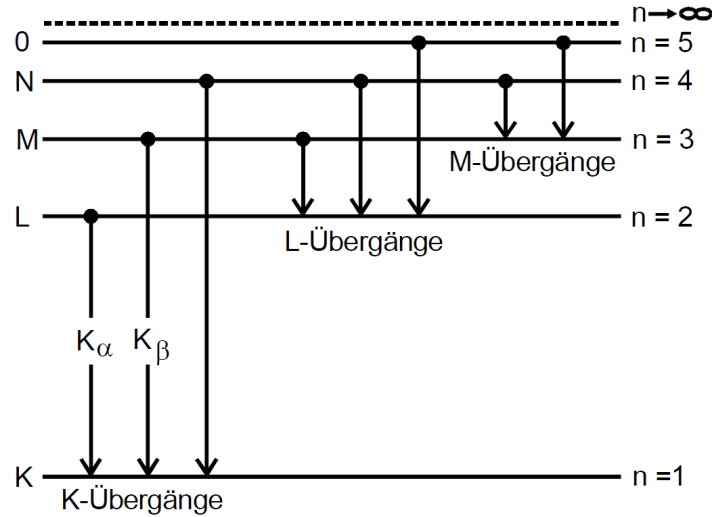 n→∞
0 n = 5
N n = 4
M n = 3
M-Übergänge
L n = 2
L-Übergänge
Kα Kβ
K n =1
K-Übergänge